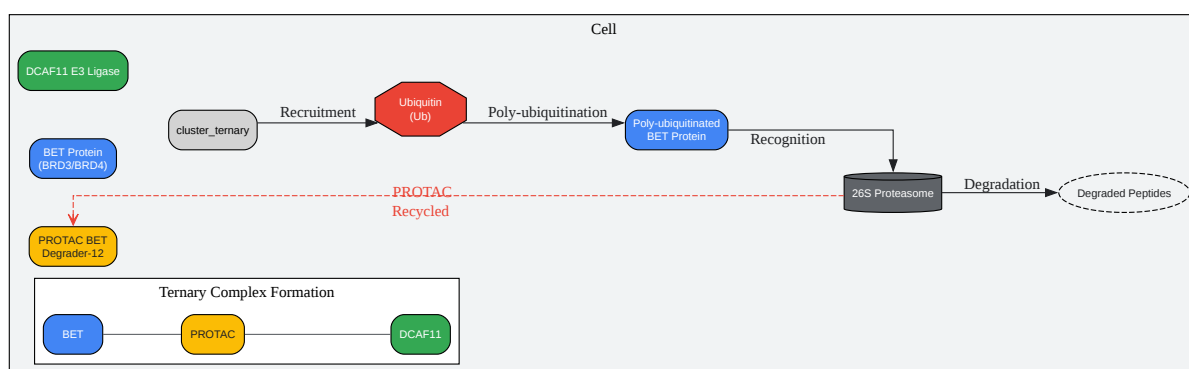 Cell
DCAF11 E3 Ligase
cluster_ternary
Recruitment
Ubiquitin
(Ub)
Poly-ubiquitination
Poly-ubiquitinated
BET Protein
Recognition
BET Protein
(BRD3/BRD4)
26S Proteasome
Degradation
Degraded Peptides
PROTAC
Recycled
PROTAC BET
Degrader-12
Ternary Complex Formation
BET
PROTAC
DCAF11